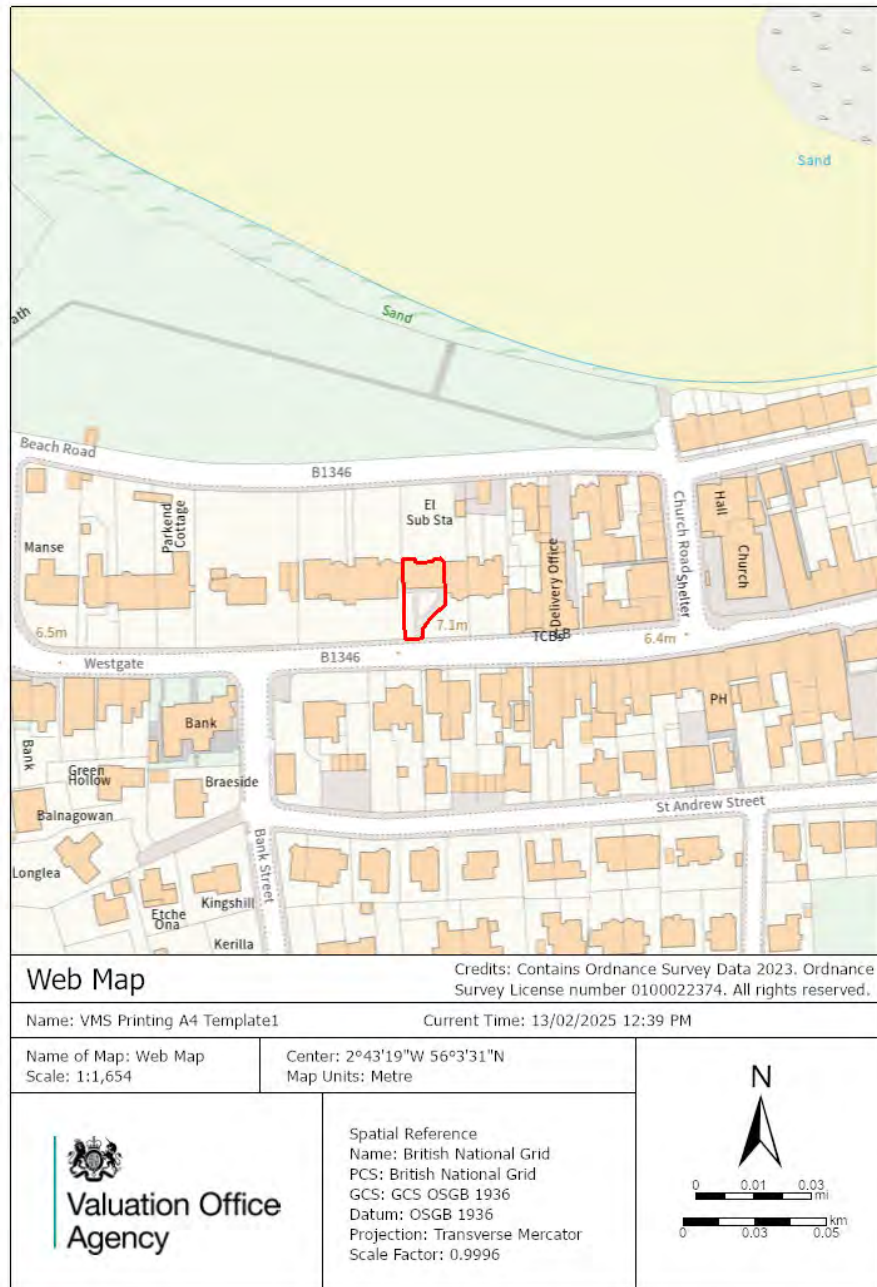 Sand
Sand
ath
Beach Road
B1346
El
Sub Sta
Parkend
Cottage
Manse
Delivery Office
Church Road
Shelter
Hall
Church
6.5m
7.1m
TCBs
LB
6.4m
Westgate
B1346
Bank
PH
Bank
Green
Hollow
Braeside
Balnagowan
St Andrew Street
Bank Street
Longlea
Kingshill
Etche
Ona
Kerilla
Web Map
Credits: Contains Ordnance Survey Data 2023. Ordnance
Survey License number 0100022374. All rights reserved.
Name: VMS Printing A4 Template1
Current Time: 13/02/2025 12:39 PM
Name of Map: Web Map
Scale: 1:1,654
Center: 2°43'19"W 56°3'31"N
Map Units: Metre
N
Spatial Reference
Name: British National Grid
PCS: British National Grid
GCS: GCS OSGB 1936
Datum: OSGB 1936
Projection: Transverse Mercator
Scale Factor: 0.9996
Valuation Office
Agency
0 0.01 0.03
mi
km
0 0.03 0.05